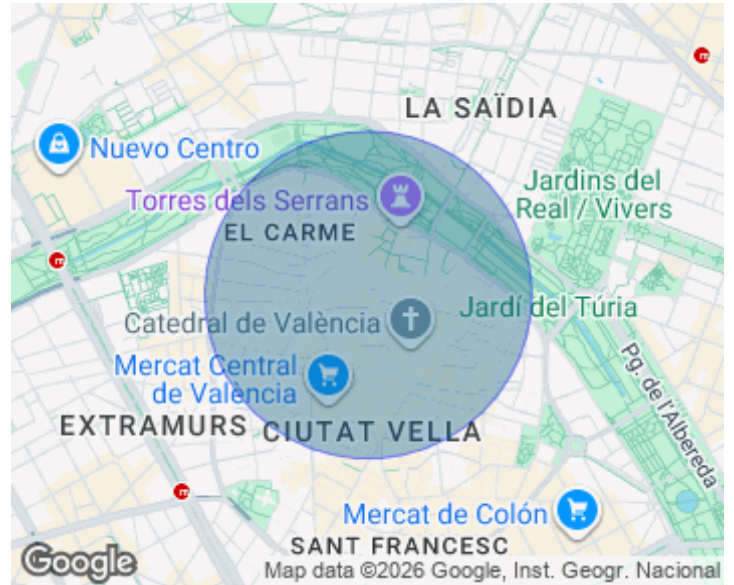 LA SAÏDIA
Nuevo Centro
Jardins del
Real / Vivers
Torres dels Serrans
EL CARME
Jardí del Túria
Catedral de València
Mercat Central
de València
Pg. de l'Albereda
EXTRAMURS
CIUTAT VELLA
Mercat de Colón
SANT FRANCESC
Google
Map data ©2026 Google, Inst. Geogr. Nacional